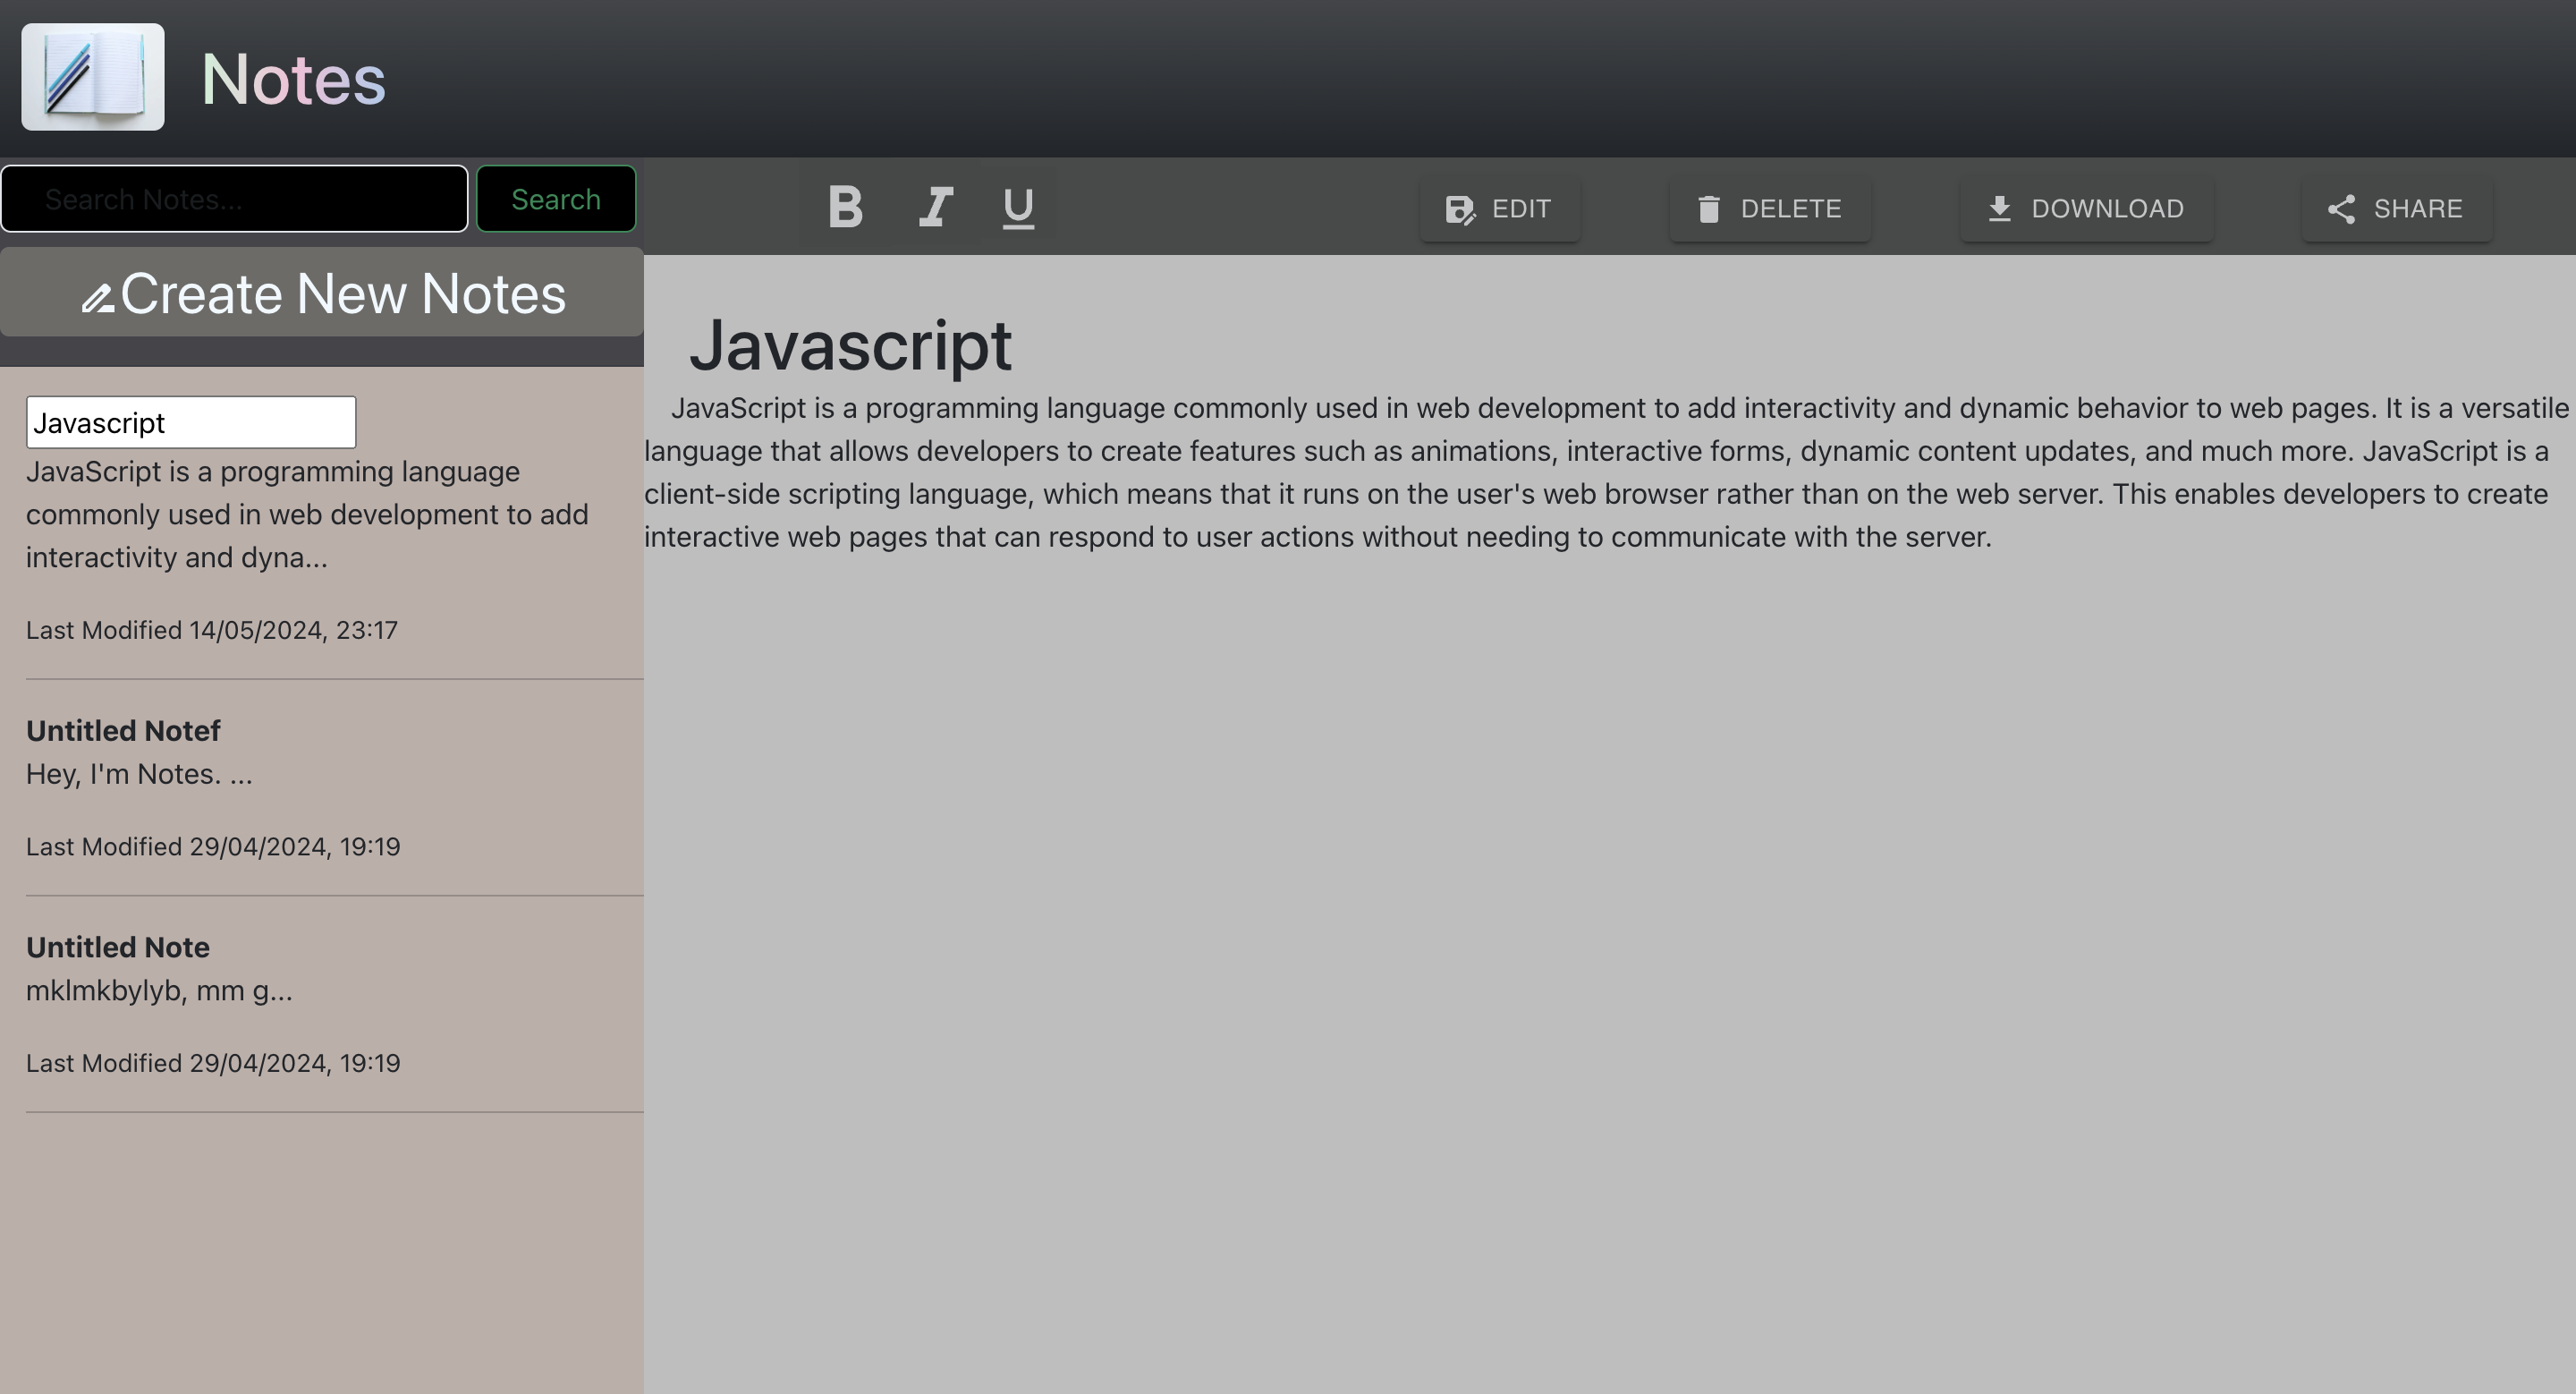 Notes
Search Notes...
Search
B I U
EDIT
DELETE
DOWNLOAD
SHARE
Create New Notes
Javascript
JavaScript is a programming language
commonly used in web development to add
interactivity and dyna...
Last Modified 14/05/2024, 23:17
Untitled Notef
Hey, I'm Notes. ...
Last Modified 29/04/2024, 19:19
Untitled Note
mklmkbylyb, mm g...
Last Modified 29/04/2024, 19:19
Javascript
JavaScript is a programming language commonly used in web development to add interactivity and dynamic behavior to web pages. It is a versatile
language that allows developers to create features such as animations, interactive forms, dynamic content updates, and much more. JavaScript is a
client-side scripting language, which means that it runs on the user's web browser rather than on the web server. This enables developers to create
interactive web pages that can respond to user actions without needing to communicate with the server.